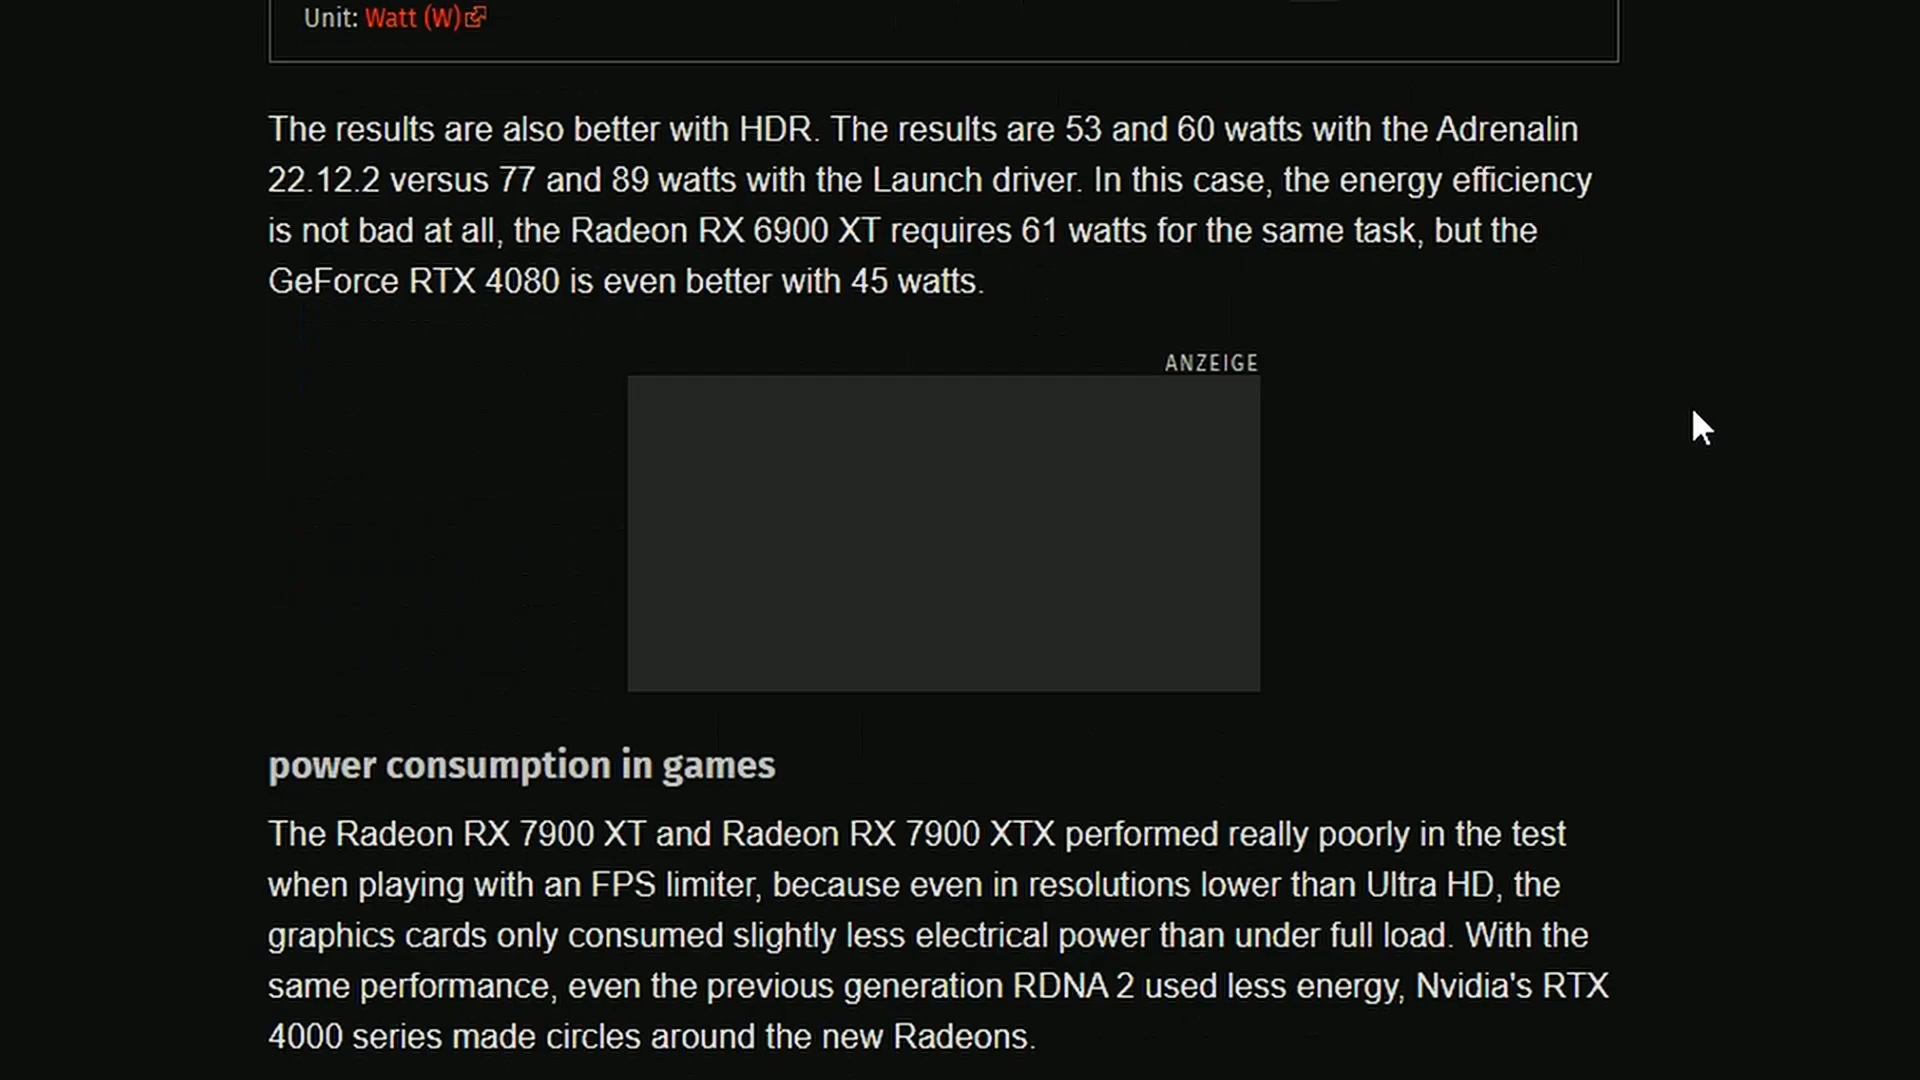 Unit: Watt (W)
The results are also better with HDR. The results are 53 and 60 watts with the Adrenalin
22.12.2 versus 77 and 89 watts with the Launch driver. In this case, the energy efficiency
is not bad at all, the Radeon RX 6900 XT requires 61 watts for the same task, but the
GeForce RTX 4080 is even better with 45 watts.
ANZEIGE
power consumption in games
The Radeon RX 7900 XT and Radeon RX 7900 XTX performed really poorly in the test
when playing with an FPS limiter, because even in resolutions lower than Ultra HD, the
graphics cards only consumed slightly less electrical power than under full load. With the
same performance, even the previous generation RDNA 2 used less energy, Nvidia's RTX
4000 series made circles around the new Radeons.